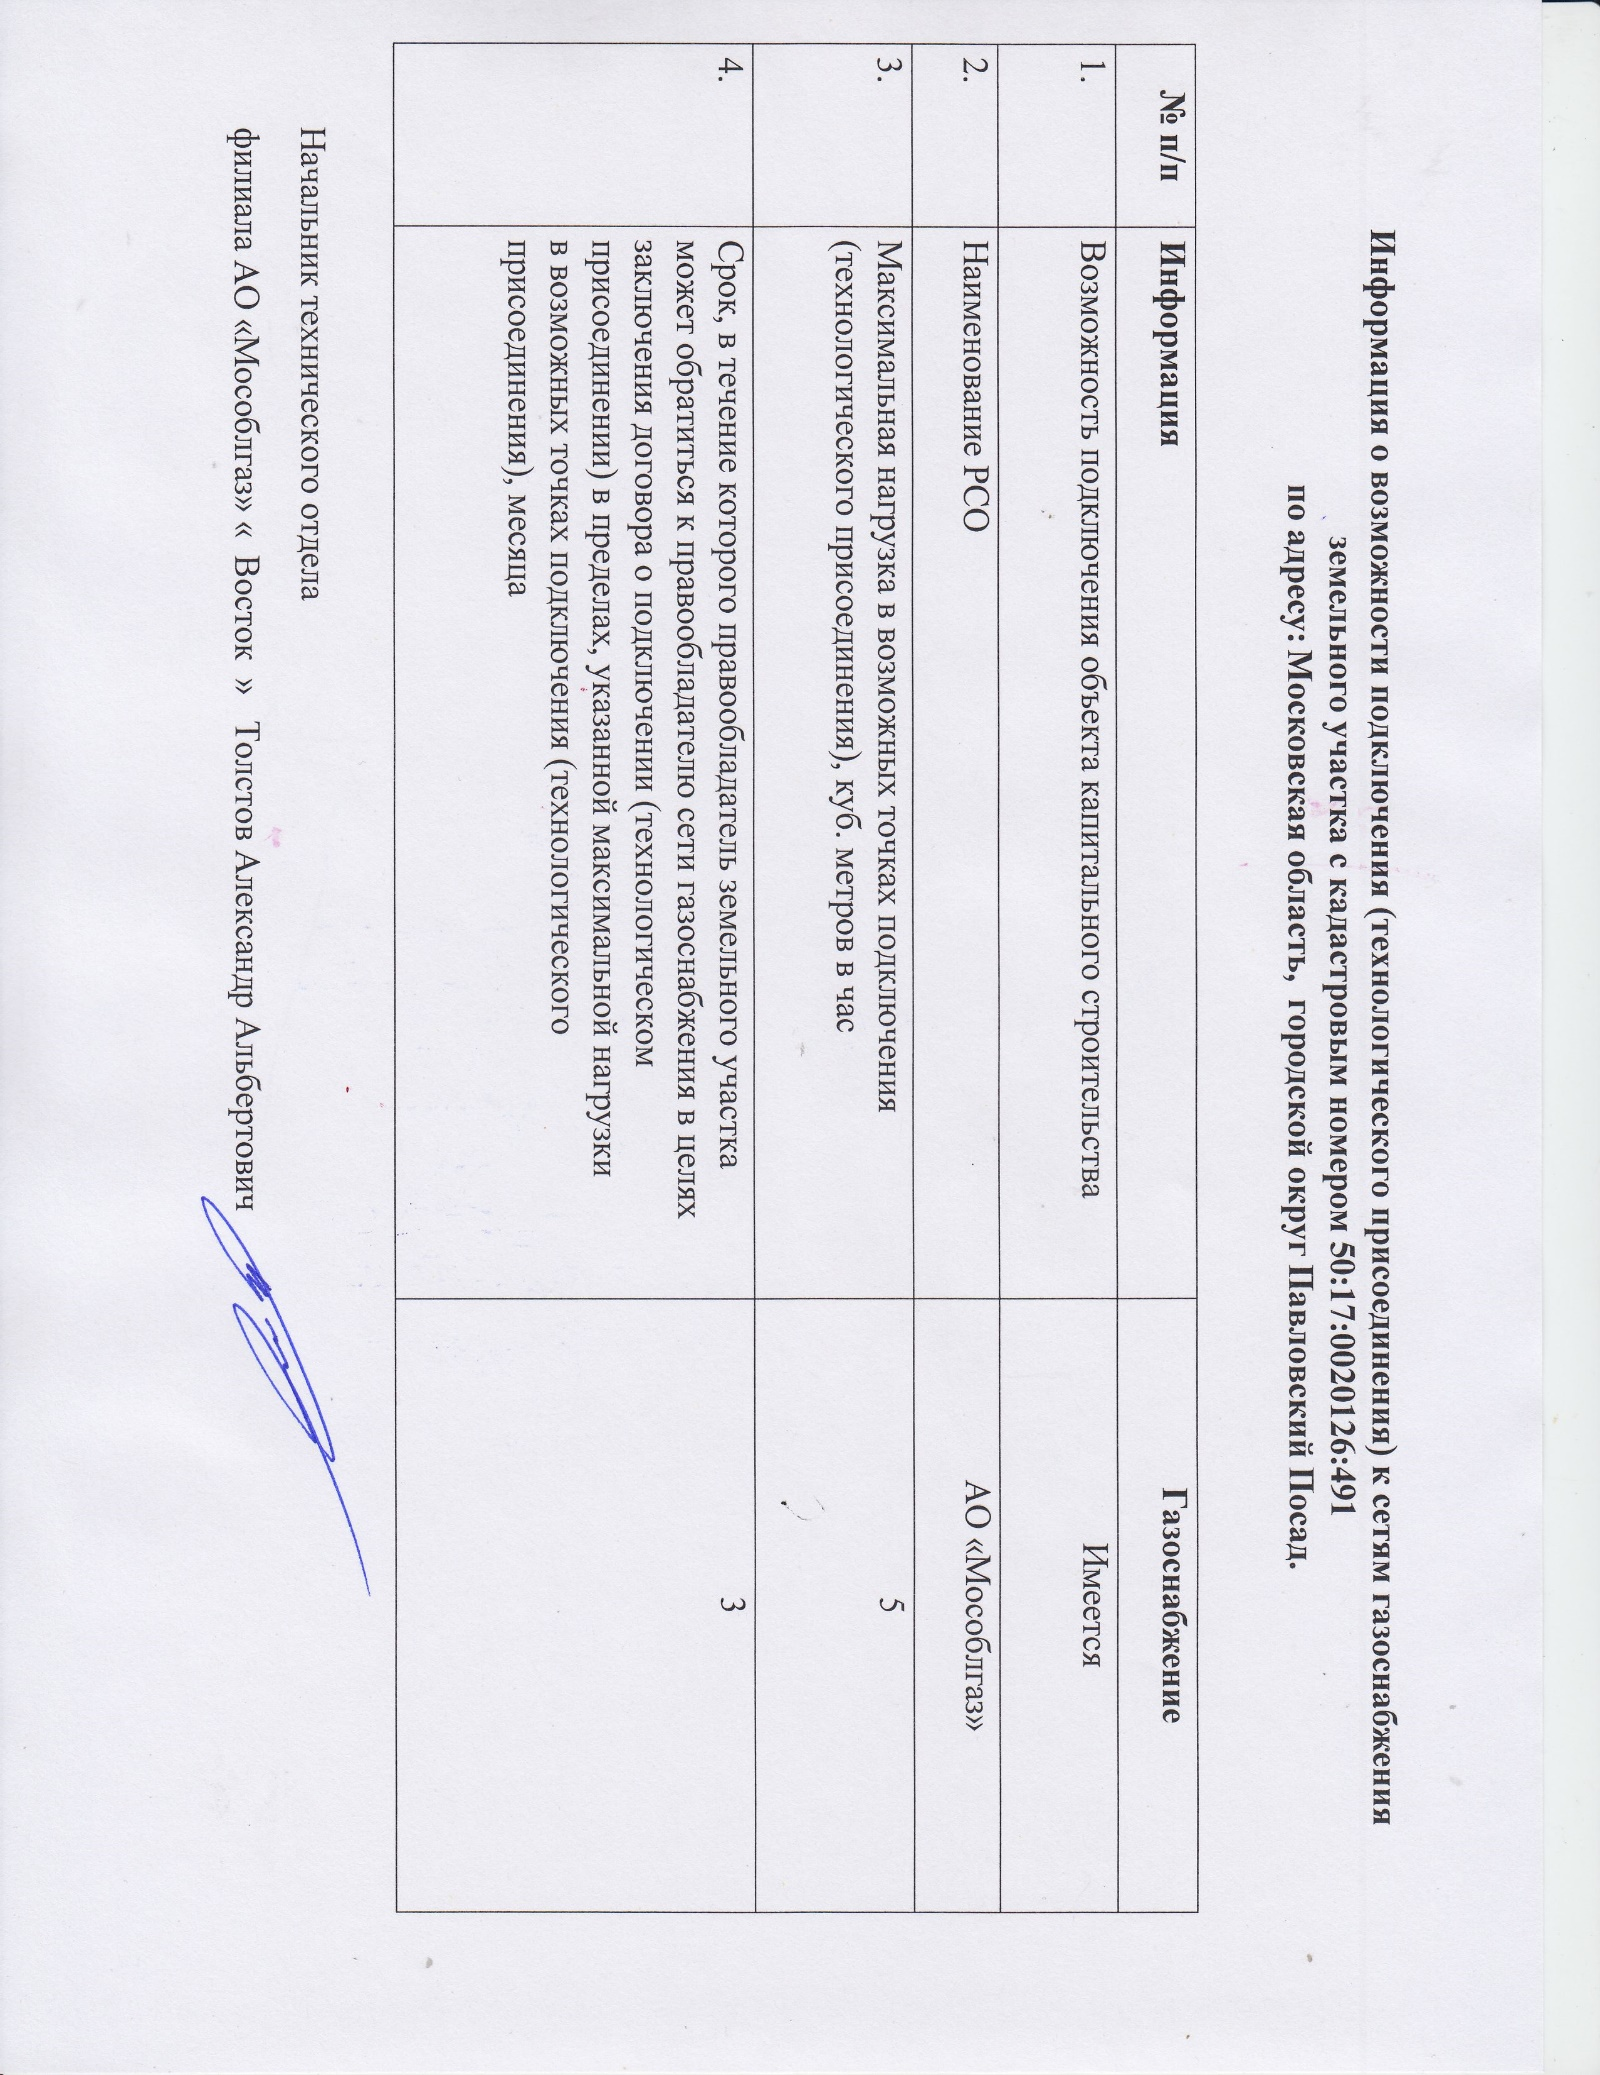 Информация о возможности подключения (технологического присоединения) к сетям газоснабжения
земельного участка с кадастровым номером 50:17:0020126:491
по адресу: Московская область, городской округ Павловский Посад.
№ п/п
Информация
Газоснабжение
1.
Возможность подключения объекта капитального строительства
Имеется
2.
Наименование РСО
АО «Мособлгаз»
3.
Максимальная нагрузка в возможных точках подключения
(технологического присоединения), куб. метров в час
5
4.
Срок, в течение которого правообладатель земельного участка
может обратиться к правообладателю сети газоснабжения в целях
заключения договора о подключении (технологическом
присоединении) в пределах, указанной максимальной нагрузки
в возможных точках подключения (технологического
присоединения), месяца
3
Начальник технического отдела
филиала АО «Мособлгаз» « Восток » Толстов Александр Альбертович